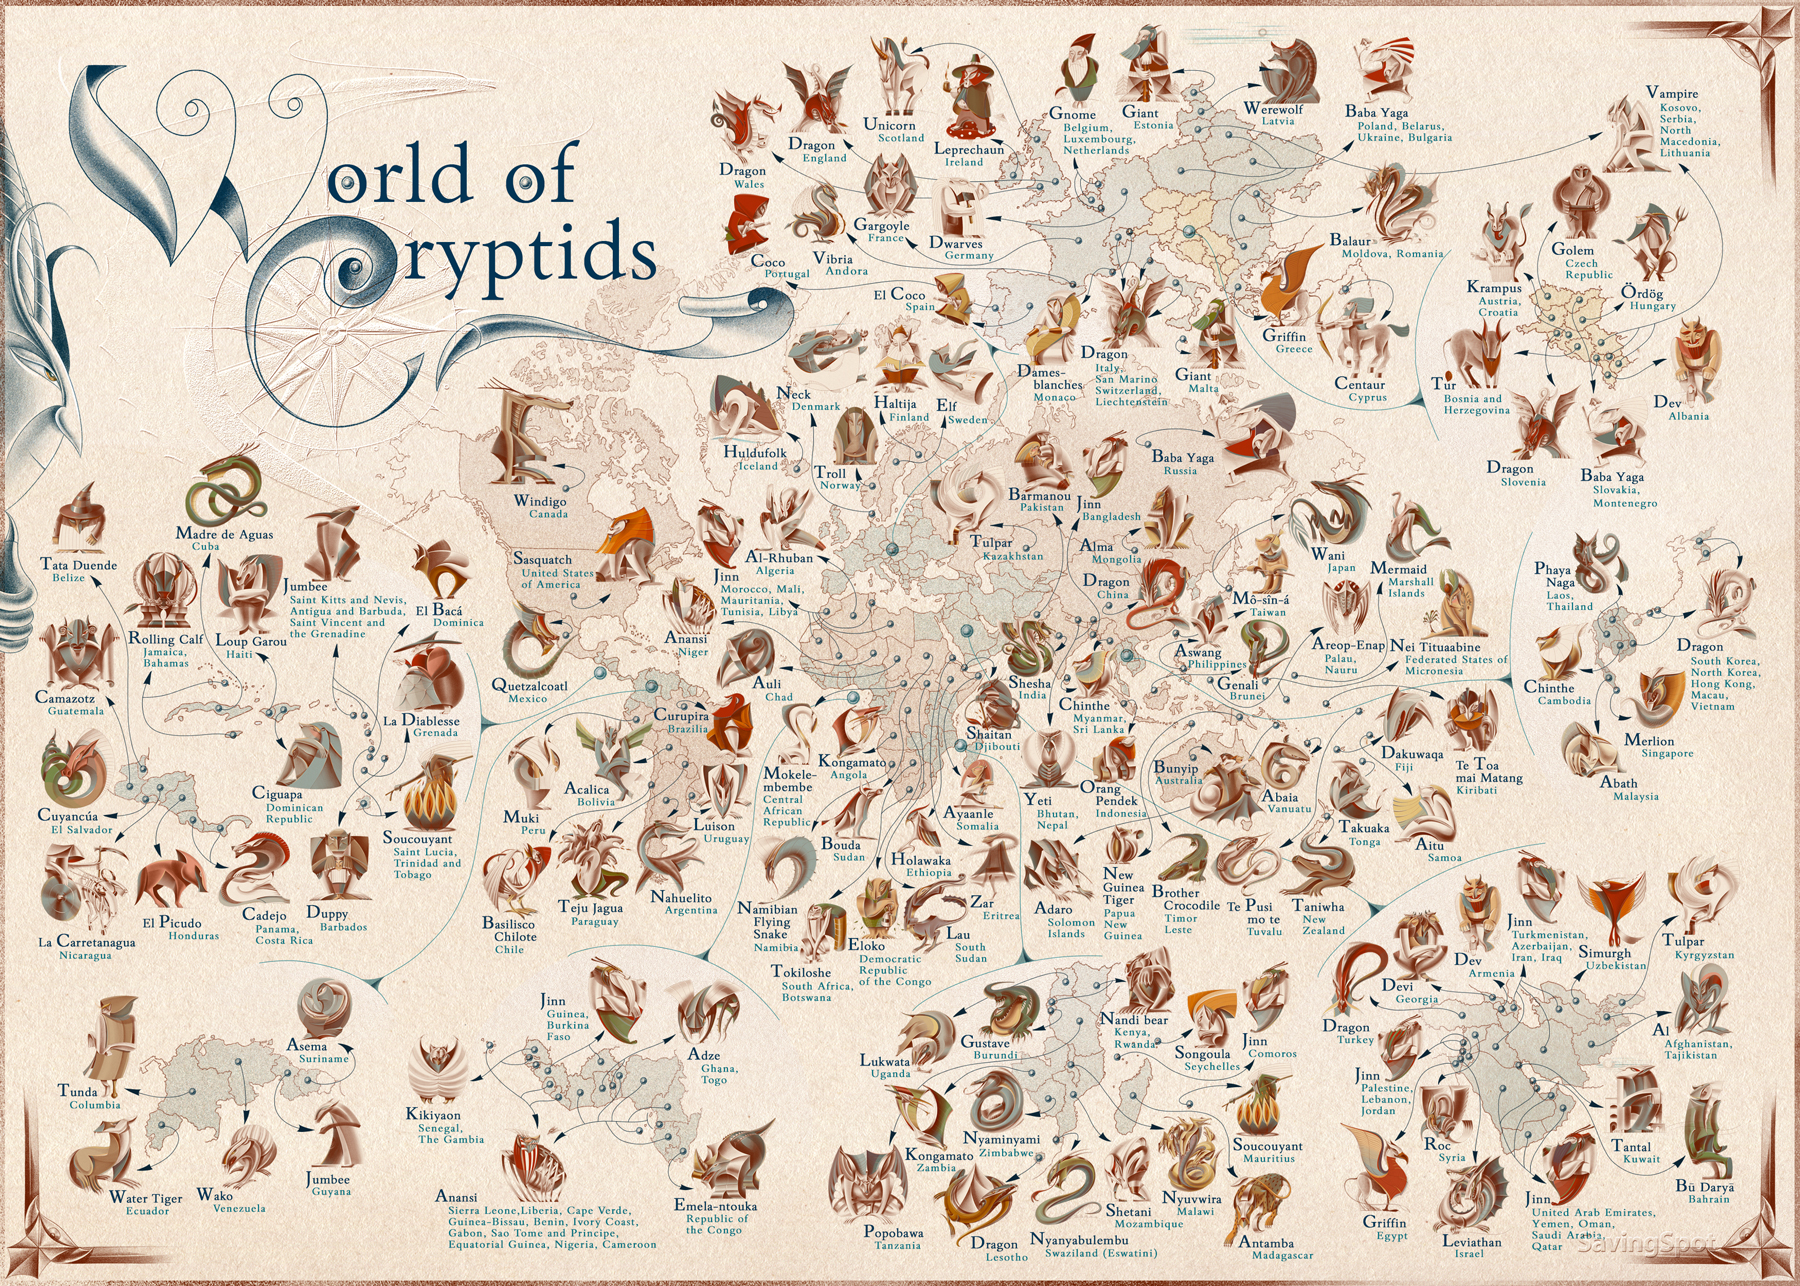 World of
Cryptids
Dragon
Wales
Dragon
England
Unicorn
Scotland
Leprechaun
Ireland
Gnome
Belgium,
Luxembourg,
Netherlands
Giant
Estonia
Werewolf
Latvia
Baba Yaga
Poland, Belarus,
Ukraine, Bulgaria
Vampire
Kosovo,
Serbia,
North
Macedonia,
Lithuania
Coco
Portugal
Vibria
Andora
Gargoyle
France
Dwarves
Germany
Balaur
Moldova, Romania
Krampus
Austria,
Croatia
Golem
Czech
Republic
Ördög
Hungary
El Coco
Spain
Dames-
blanches
Monaco
Dragon
Italy,
San Marino
Switzerland,
Liechtenstein
Giant
Malta
Griffin
Greece
Centaur
Cyprus
Tur
Bosnia and
Herzegovina
Dev
Albania
Dragon
Slovenia
Baba Yaga
Slovakia,
Montenegro
Neck
Denmark
Haltija
Finland
Elf
Sweden
Huldufolk
Iceland
Troll
Norway
Windigo
Canada
Barmanou
Pakistan
Jinn
Bangladesh
Baba Yaga
Russia
Tata Duende
Belize
Madre de Aguas
Cuba
Jumbee
Saint Kitts and Nevis,
Antigua and Barbuda,
Saint Vincent and
the Grenadine
El Bacá
Dominica
Rolling Calf
Jamaica,
Bahamas
Loup Garou
Haiti
Sasquatch
United States
of America
Al-Rhuban
Algeria
Jinn
Morocco, Mali,
Mauritania,
Tunisia, Libya
Anansi
Niger
Tulpar
Kazakhstan
Alma
Mongolia
Dragon
China
Wani
Japan
Mermaid
Marshall
Islands
Mô-sîn-á
Taiwan
Phaya
Naga
Laos,
Thailand
Camazotz
Guatemala
La Diablesse
Grenada
Quetzalcoatl
Mexico
Auli
Chad
Shesha
India
Chinthe
Myanmar,
Sri Lanka
Aswang
Philippines
Genali
Brunei
Areop-Enap
Palau,
Nauru
Nei Tituaabine
Federated States of
Micronesia
Chinthe
Cambodia
Dragon
South Korea,
North Korea,
Hong Kong,
Macau,
Vietnam
Merlion
Singapore
Abath
Malaysia
Cuyancúa
El Salvador
Ciguapa
Dominican
Republic
Soucouyant
Saint Lucia,
Trinidad and
Tobago
Curupira
Brazilia
Acalica
Bolivia
Muki
Peru
Luison
Uruguay
Mokele-
mbembe
Central
African
Republic
Kongamato
Angola
Shaitan
Djibouti
Yeti
Bhutan,
Nepal
Orang
Pendek
Indonesia
Bunyip
Australia
Abaia
Vanuatu
Dakuwaqa
Fiji
Te Toa
mai Matang
Kiribati
Takuaka
Tonga
Aitu
Samoa
La Carretanagua
Nicaragua
El Picudo
Honduras
Cadejo
Panama,
Costa Rica
Duppy
Barbados
Basilisco
Chilote
Chile
Teju Jagua
Paraguay
Nahuelito
Argentina
Namibian
Flying
Snake
Namibia
Bouda
Sudan
Holawaka
Ethiopia
Ayaanle
Somalia
Zar
Eritrea
Lau
South
Sudan
Eloko
Democratic
Republic
of the Congo
Tokiloshe
South Africa,
Botswana
Adaro
Solomon
Islands
New
Guinea
Tiger
Papua
New
Guinea
Brother
Crocodile
Timor
Leste
Te Pusi
mo te
Tuvalu
Taniwha
New
Zealand
Tunda
Columbia
Asema
Suriname
Water Tiger
Ecuador
Wako
Venezuela
Jumbee
Guyana
Jinn
Guinea,
Burkina
Faso
Adze
Ghana,
Togo
Kikiyaon
Senegal,
The Gambia
Anansi
Sierra Leone,Liberia, Cape Verde,
Guinea-Bissau, Benin, Ivory Coast,
Gabon, Sao Tome and Principe,
Equatorial Guinea, Nigeria, Cameroon
Emela-ntouka
Republic of
the Congo
Lukwata
Uganda
Gustave
Burundi
Nandi bear
Kenya,
Rwanda
Songoula
Seychelles
Jinn
Comoros
Kongamato
Zambia
Nyaminyami
Zimbabwe
Soucouyant
Mauritius
Popobawa
Tanzania
Dragon
Lesotho
Nyanyabulembu
Swaziland (Eswatini)
Shetani
Mozambique
Nyuvwira
Malawi
Antamba
Madagascar
Dragon
Turkey
Devi
Georgia
Dev
Armenia
Jinn
Turkmenistan,
Azerbaijan,
Iran, Iraq
Simurgh
Uzbekistan
Tulpar
Kyrgyzstan
Al
Afghanistan,
Tajikistan
Jinn
Palestine,
Lebanon,
Jordan
Roc
Syria
Tantal
Kuwait
Bū Daryā
Bahrain
Griffin
Egypt
Leviathan
Israel
Jinn
United Arab Emirates,
Yemen, Oman,
Saudi Arabia,
Qatar
SavingSpot